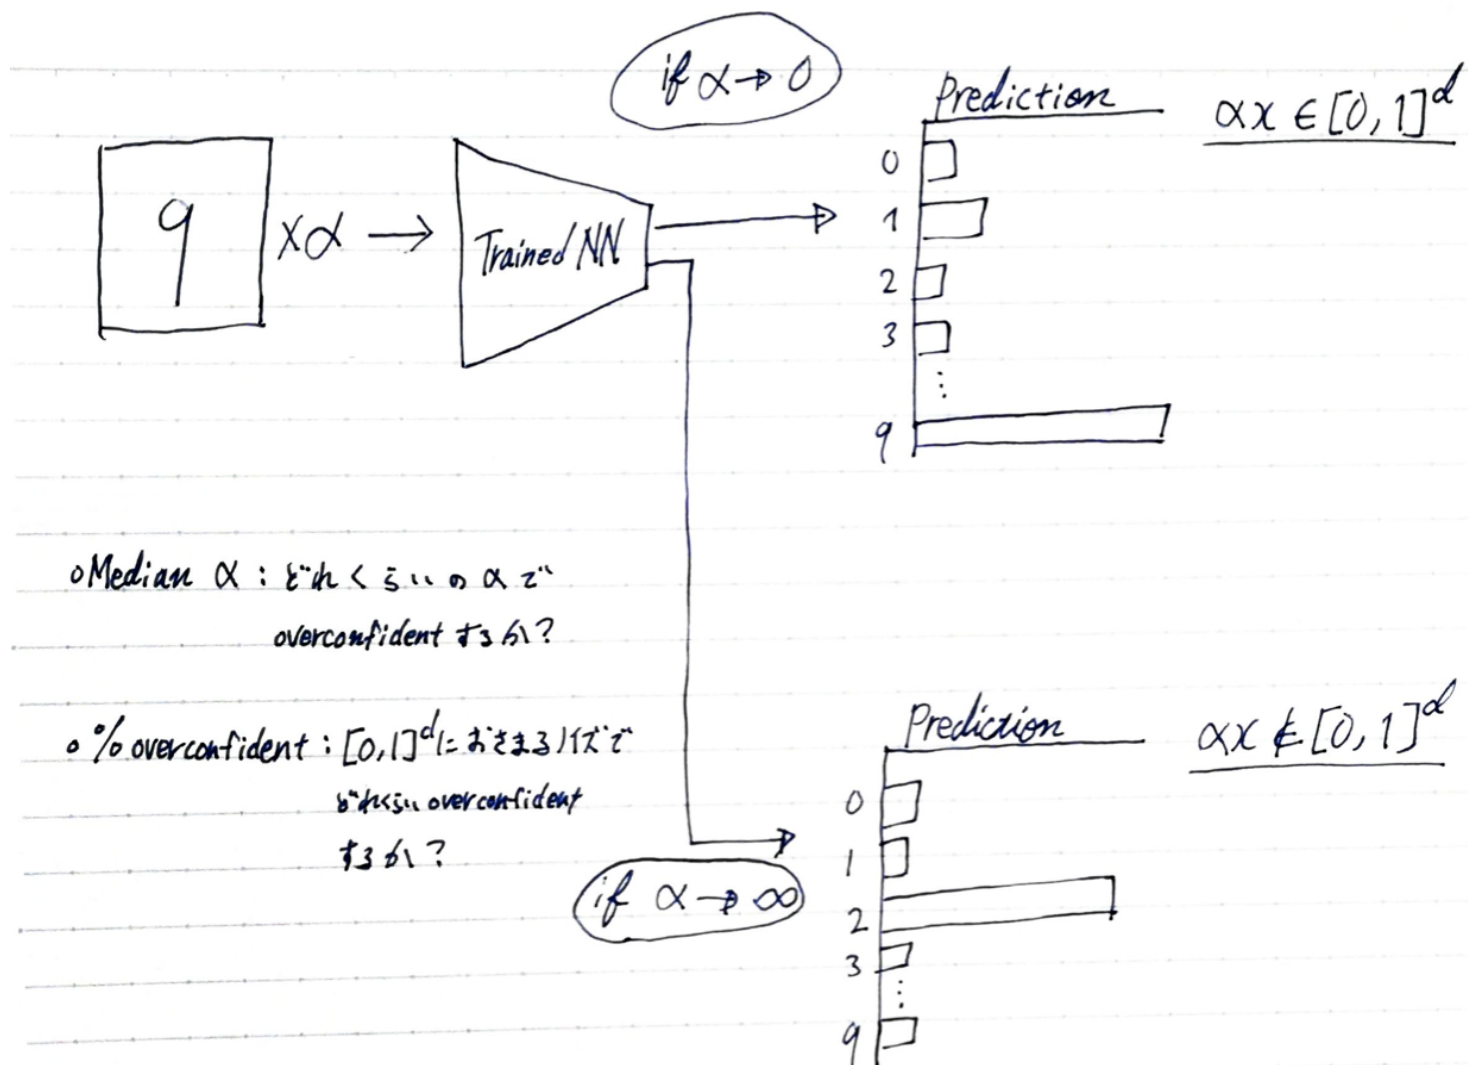 if α → 0
Prediction
αx ∈ [0, 1]^d
0
1
2
3
⋮
9
9
xα →
Trained NN
○Median α : どれくらいのαで
overconfident するか?
○ % overconfident : [0,1]^dにおさまるノイズで
どれくらい overconfident
するか?
if α → ∞
Prediction
αx ∉ [0, 1]^d
0
1
2
3
⋮
9